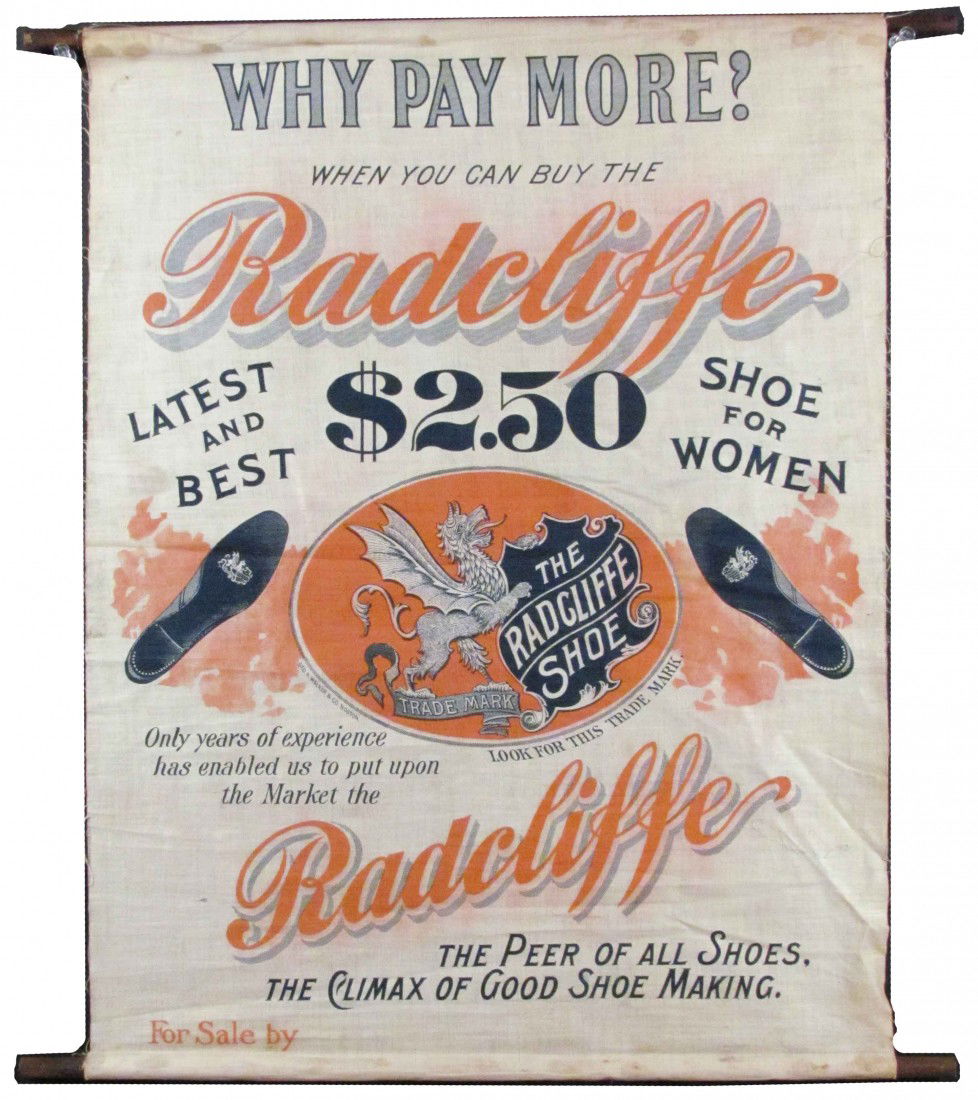 WHY PAY MORE?
WHEN YOU CAN BUY THE
Radcliffe
LATEST
AND
BEST
$2.50
SHOE
FOR
WOMEN
THE
RADCLIFFE
SHOE
TRADE MARK
LOOK FOR THIS TRADE MARK.
Only years of experience
has enabled us to put upon
the Market the
Radcliffe
THE PEER OF ALL SHOES,
THE CLIMAX OF GOOD SHOE MAKING.
For Sale by